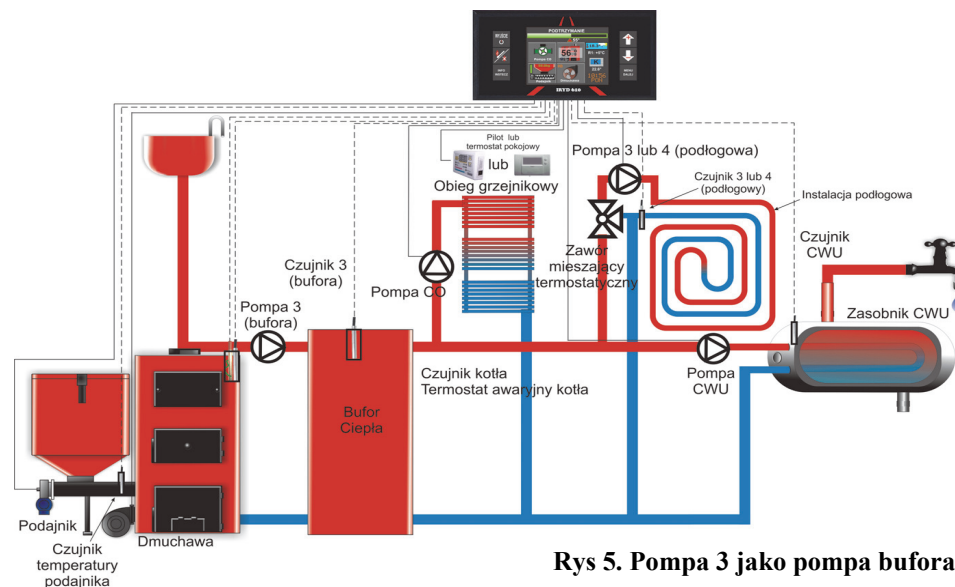 PODTRZYMANIE
Pompa CO
IRYD 620
Pilot lub
termostat pokojowy
lub
Obieg grzejnikowy
Pompa 3 lub 4 (podłogowa)
Czujnik 3 lub 4
(podłogowy)
Instalacja podłogowa
Czujnik
CWU
Zawór
mieszający
termostatyczny
Czujnik 3
(bufora)
Pompa CO
Pompa 3
(bufora)
Zasobnik CWU
Czujnik kotła
Termostat awaryjny kotła
Pompa
CWU
Bufor
Ciepła
Podajnik
Dmuchawa
Czujnik
temperatury
podajnika
Rys 5. Pompa 3 jako pompa bufora